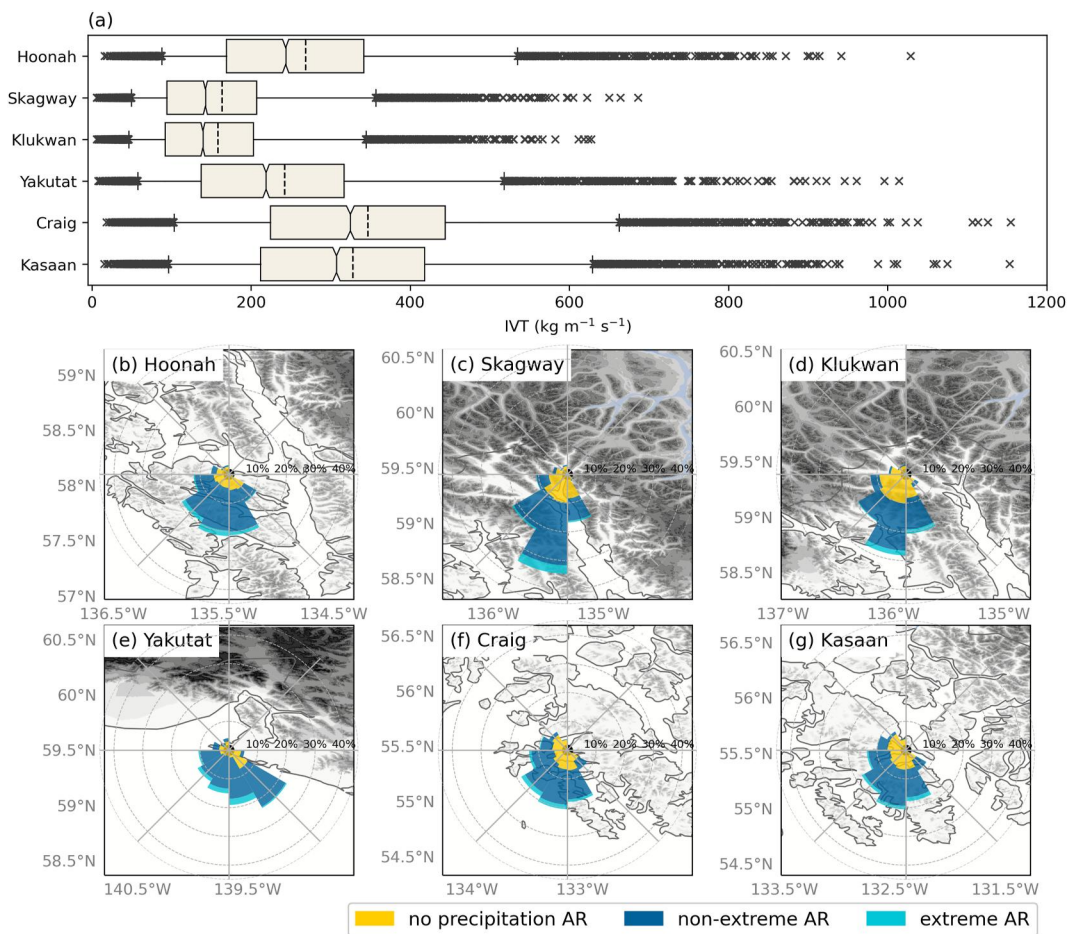 (a)
Hoonah
Skagway
Klukwan
Yakutat
Craig
Kasaan
0 200 400 600 800 1000 1200
IVT (kg m⁻¹ s⁻¹)
(b) Hoonah
59°N
58.5°N
58°N
57.5°N
57°N
10% 20% 30% 40%
136.5°W 135.5°W 134.5°W
(c) Skagway
60.5°N
60°N
59.5°N
59°N
58.5°N
10% 20% 30% 40%
136°W 135°W
(d) Klukwan
60.5°N
60°N
59.5°N
59°N
58.5°N
10% 20% 30% 40%
137°W 136°W 135°W
(e) Yakutat
60.5°N
60°N
59.5°N
59°N
58.5°N
10% 20% 30% 40%
140.5°W 139.5°W
(f) Craig
56.5°N
56°N
55.5°N
55°N
54.5°N
10% 20% 30% 40%
134°W 133°W
(g) Kasaan
56.5°N
56°N
55.5°N
55°N
54.5°N
10% 20% 30% 40%
133.5°W 132.5°W 131.5°W
no precipitation AR non-extreme AR extreme AR